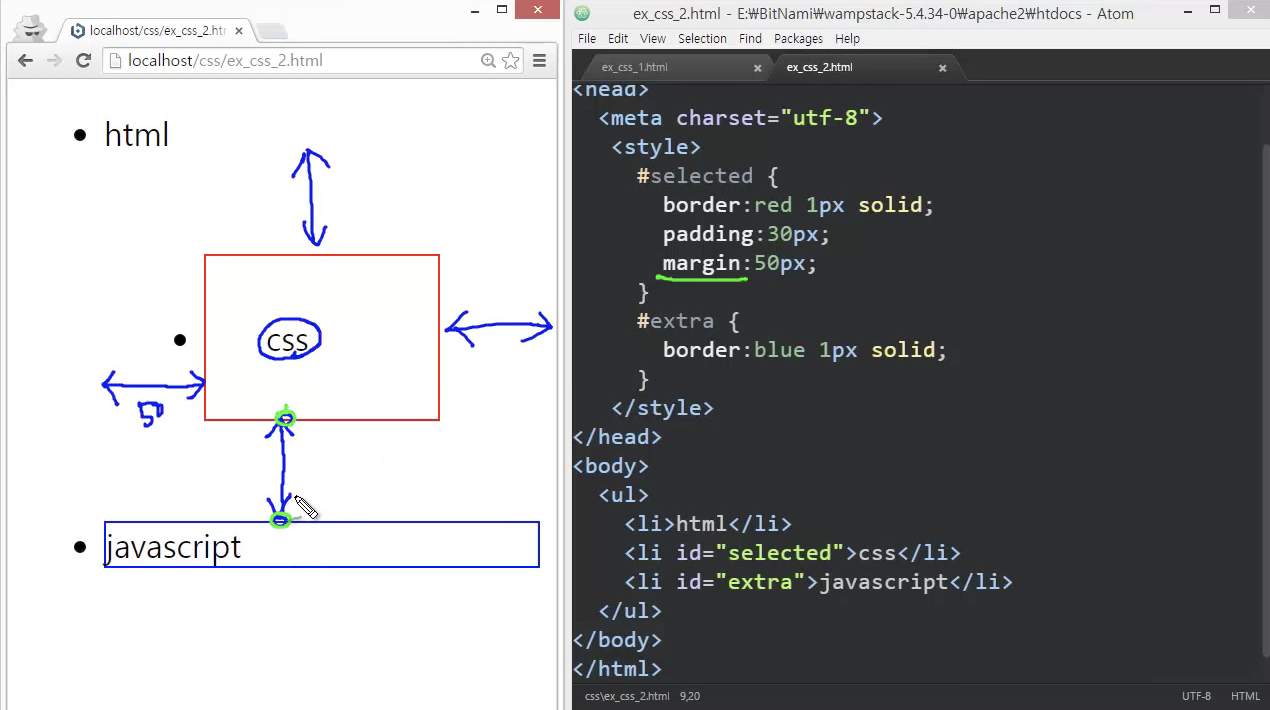 localhost/css/ex_css_2.ht
localhost/css/ex_css_2.html
html
css
50
javascript
ex_css_2.html - E:₩BitNami₩wampstack-5.4.34-0₩apache2₩htdocs - Atom
File Edit View Selection Find Packages Help
ex_css_1.html
ex_css_2.html
<head>
<meta charset="utf-8">
<style>
#selected {
border:red 1px solid;
padding:30px;
margin:50px;
}
#extra {
border:blue 1px solid;
}
</style>
</head>
<body>
<ul>
<li>html</li>
<li id="selected">css</li>
<li id="extra">javascript</li>
</ul>
</body>
</html>
css\ex_css_2.html 9,20 UTF-8 HTML